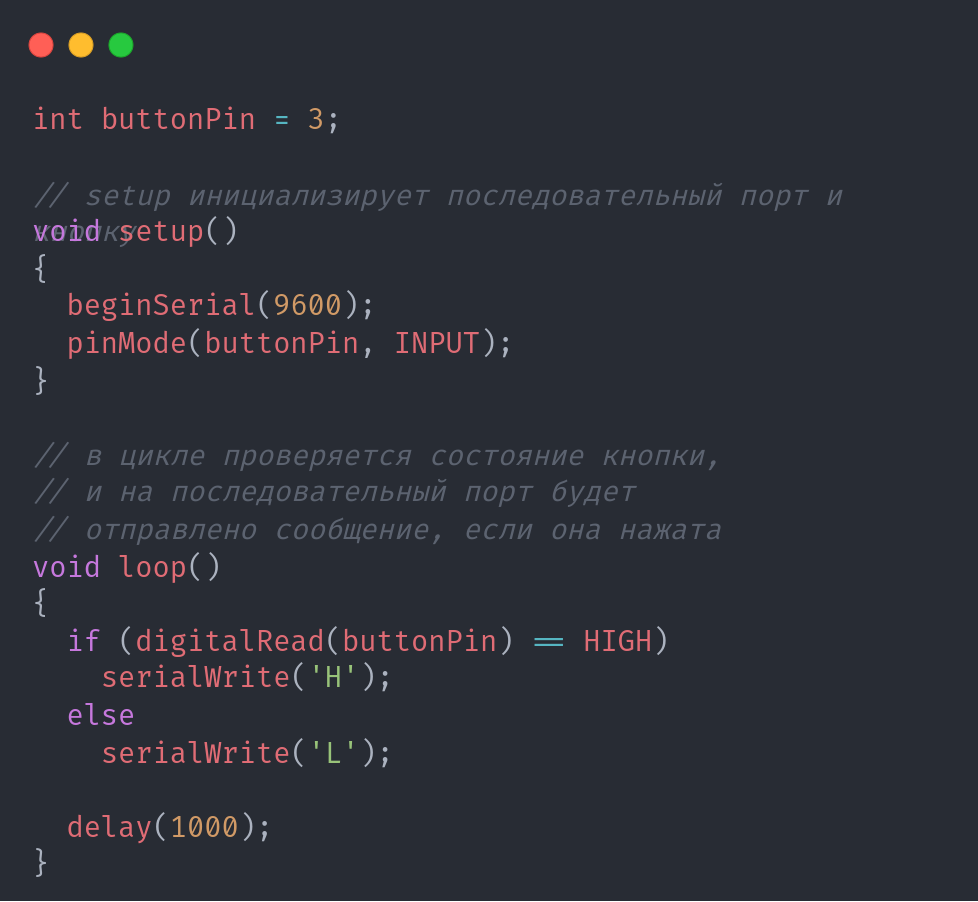 int buttonPin = 3;
// setup инициализирует последовательный порт и
кнопку
void setup()
{
beginSerial(9600);
pinMode(buttonPin, INPUT);
}
// в цикле проверяется состояние кнопки,
// и на последовательный порт будет
// отправлено сообщение, если она нажата
void loop()
{
if (digitalRead(buttonPin) == HIGH)
serialWrite('H');
else
serialWrite('L');
delay(1000);
}